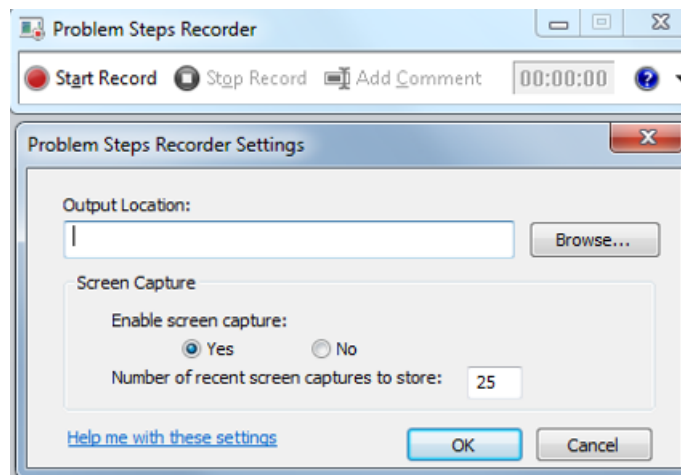 Problem Steps Recorder
Start Record Stop Record Add Comment 00:00:00
Problem Steps Recorder Settings
Output Location:
Browse...
Screen Capture
Enable screen capture:
Yes No
Number of recent screen captures to store: 25
Help me with these settings OK Cancel